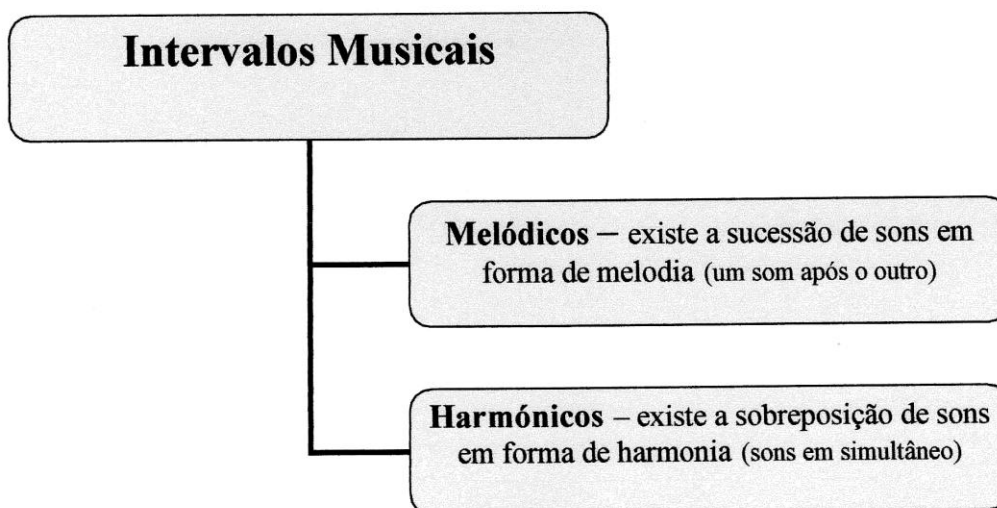 Intervalos Musicais
Melódicos – existe a sucessão de sons em
forma de melodia (um som após o outro)
Harmónicos – existe a sobreposição de sons
em forma de harmonia (sons em simultâneo)